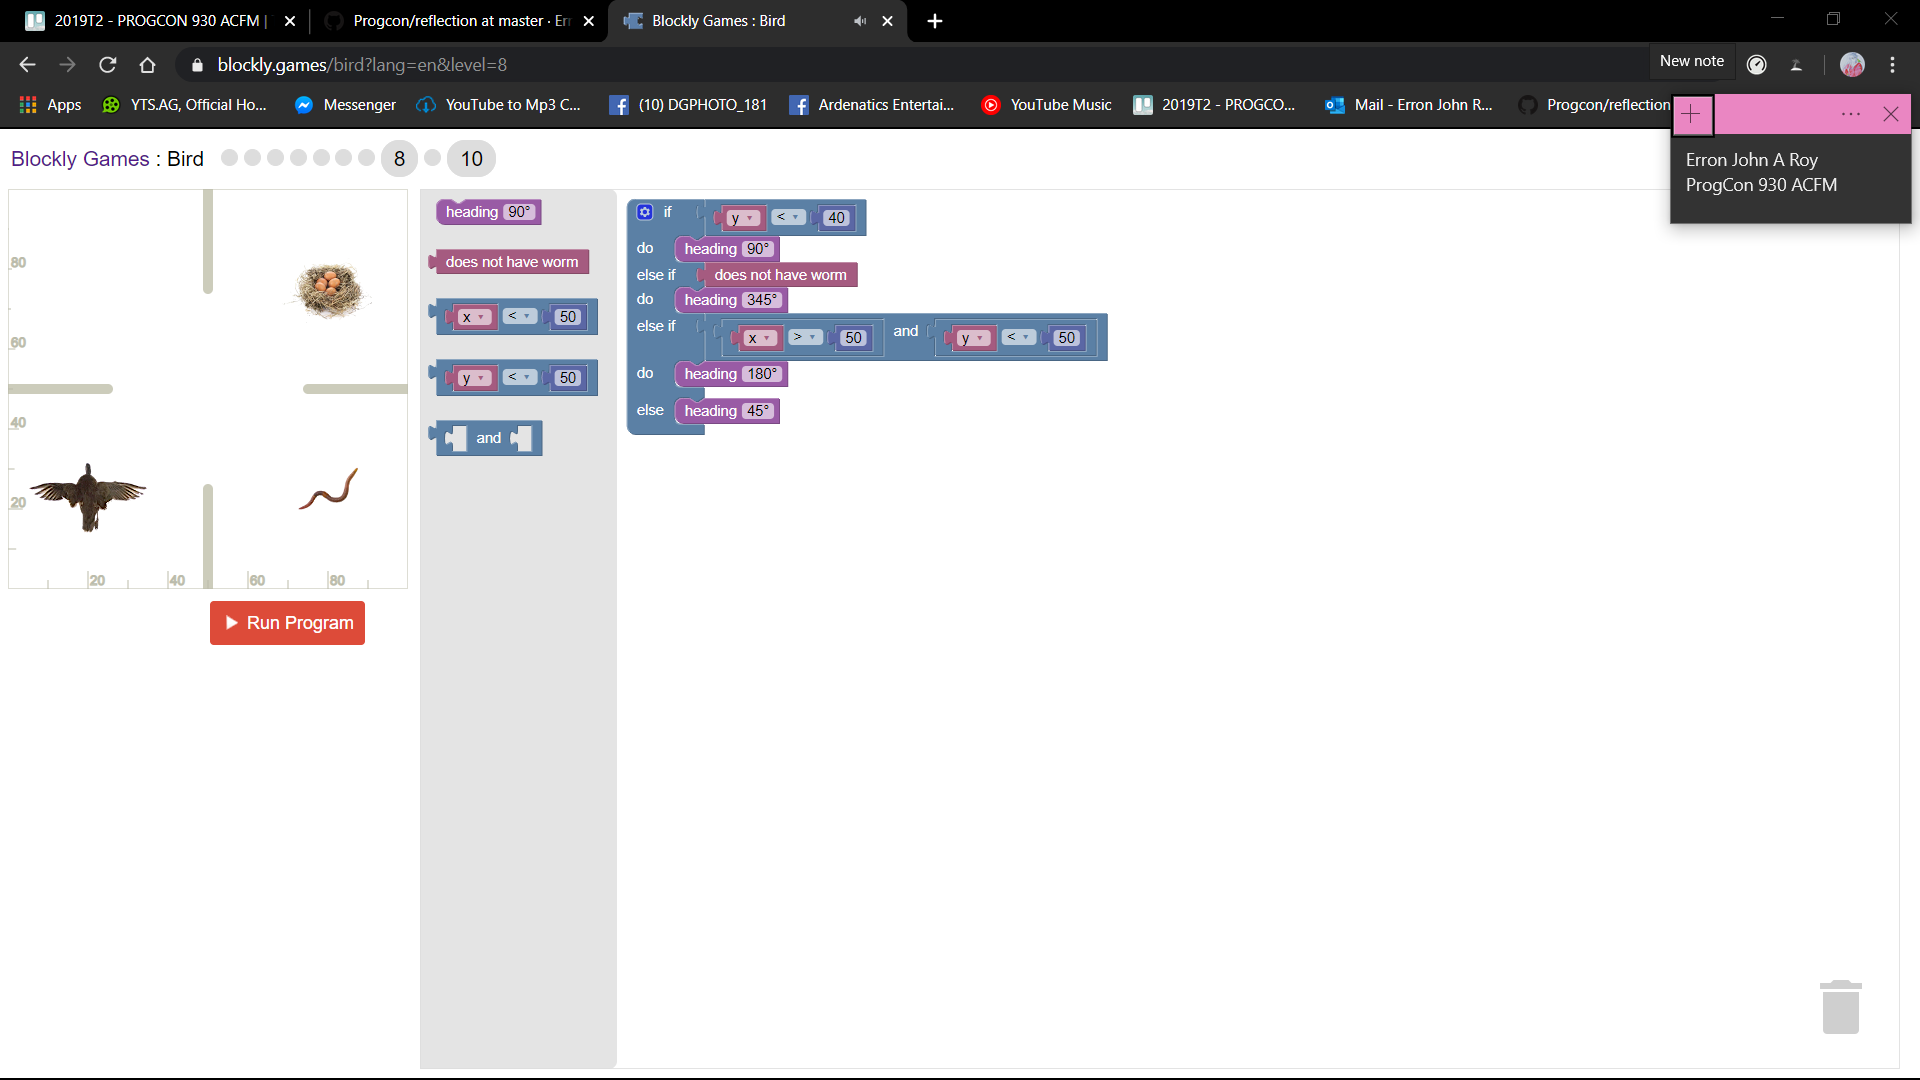 2019T2 - PROGCON 930 ACFM |
Progcon/reflection at master · Err
Blockly Games : Bird
blockly.games/bird?lang=en&level=8
New note
Apps
YTS.AG, Official Ho...
Messenger
YouTube to Mp3 C...
(10) DGPHOTO_181
Ardenatics Entertai...
YouTube Music
2019T2 - PROGCO...
Mail - Erron John R...
Progcon/reflection
Erron John A Roy
ProgCon 930 ACFM
Blockly Games : Bird
8
10
80
60
40
20
20
40
60
80
Run Program
heading 90°
does not have worm
x < 50
y < 50
and
if y < 40
do heading 90°
else if does not have worm
do heading 345°
else if x > 50 and y < 50
do heading 180°
else heading 45°